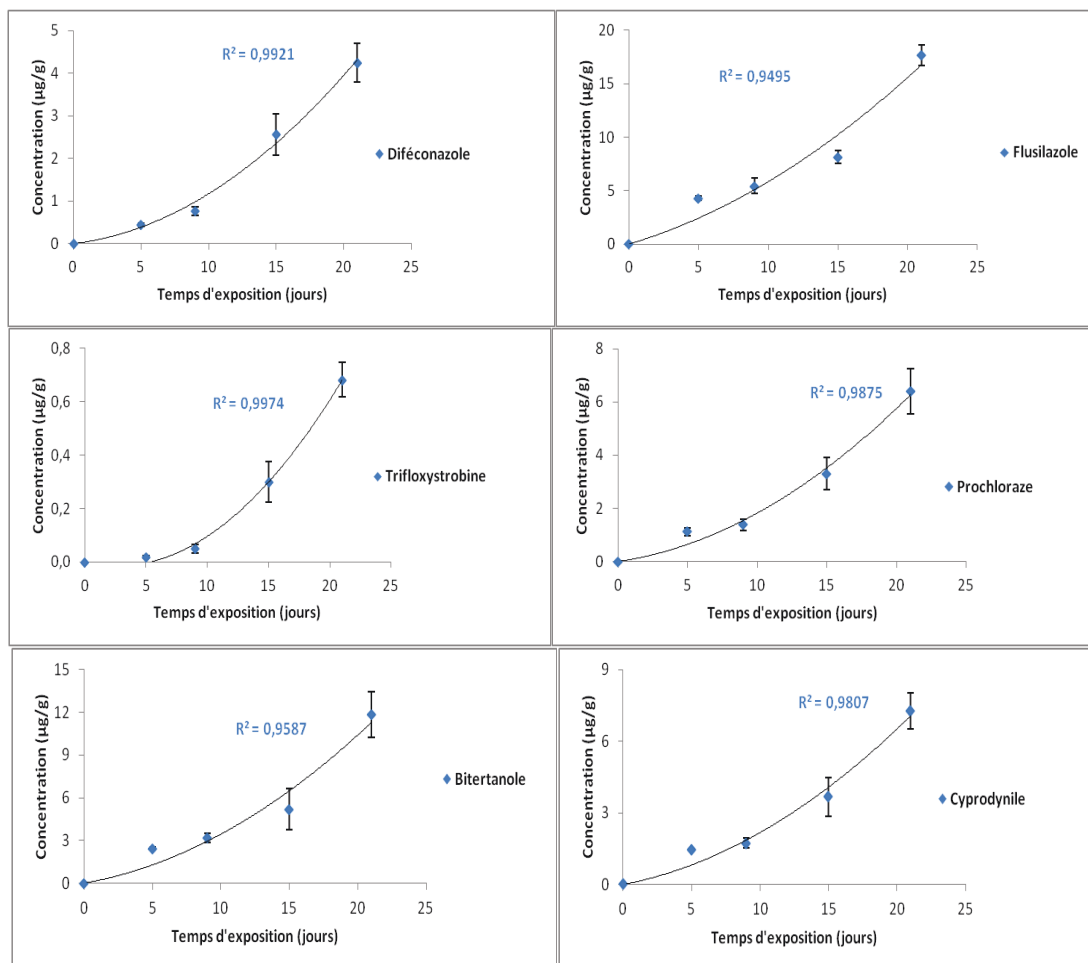 R² = 0,9921
Concentration (µg/g)
5
4
3
2
1
0
0 5 10 15 20 25
Temps d'exposition (jours)
Diféconazole
R² = 0,9495
Concentration (µg/g)
20
15
10
5
0
0 5 10 15 20 25
Temps d'exposition (jours)
Flusilazole
R² = 0,9974
Concentration (µg/g)
0,8
0,6
0,4
0,2
0,0
0 5 10 15 20 25
Temps d'exposition (jours)
Trifloxystrobine
R² = 0,9875
Concentration (µg/g)
8
6
4
2
0
0 5 10 15 20 25
Temps d'exposition (jours)
Prochloraze
R² = 0,9587
Concentration (µg/g)
15
12
9
6
3
0
0 5 10 15 20 25
Temps d'exposition (jours)
Bitertanole
R² = 0,9807
Concentration (µg/g)
9
6
3
0
0 5 10 15 20 25
Temps d'exposition (jours)
Cyprodynile